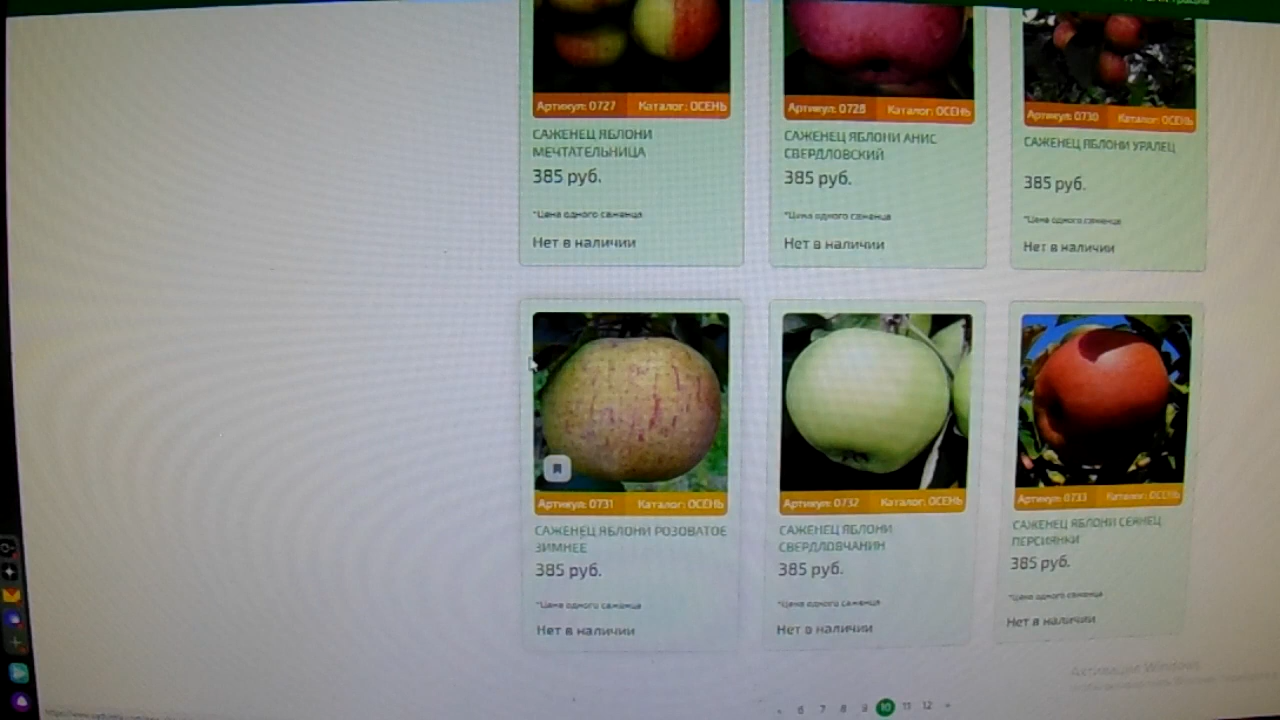 Артикул: 0727 Каталог: ОСЕНЬ
САЖЕНЕЦ ЯБЛОНИ
МЕЧТАТЕЛЬНИЦА
385 руб.
*Цена одного саженца
Нет в наличии
Артикул: 0728 Каталог: ОСЕНЬ
САЖЕНЕЦ ЯБЛОНИ АНИС
СВЕРДЛОВСКИЙ
385 руб.
*Цена одного саженца
Нет в наличии
Артикул: 0730 Каталог: ОСЕНЬ
САЖЕНЕЦ ЯБЛОНИ УРАЛЕЦ
385 руб.
*Цена одного саженца
Нет в наличии
Артикул: 0731 Каталог: ОСЕНЬ
САЖЕНЕЦ ЯБЛОНИ РОЗОВАТОЕ
ЗИМНЕЕ
385 руб.
*Цена одного саженца
Нет в наличии
Артикул: 0732 Каталог: ОСЕНЬ
САЖЕНЕЦ ЯБЛОНИ
СВЕРДЛОВЧАНИН
385 руб.
*Цена одного саженца
Нет в наличии
Артикул: 0733 Каталог: ОСЕНЬ
САЖЕНЕЦ ЯБЛОНИ СЕЯНЕЦ
ПЕРСИЯНКИ
385 руб.
*Цена одного саженца
Нет в наличии
Активация Windows
6 7 8 9 10 11 12